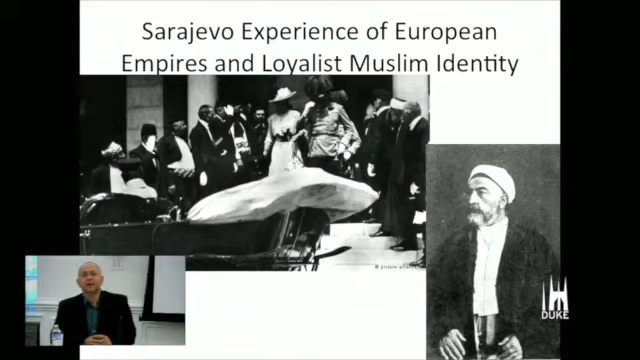 Sarajevo Experience of European
Empires and Loyalist Muslim Identity
DUKE